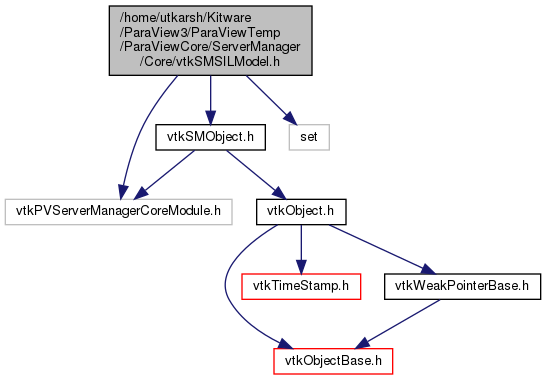 /home/utkarsh/Kitware
/ParaView3/ParaViewTemp
/ParaViewCore/ServerManager
/Core/vtkSMSILModel.h
vtkSMObject.h
set
vtkPVServerManagerCoreModule.h
vtkObject.h
vtkTimeStamp.h
vtkWeakPointerBase.h
vtkObjectBase.h